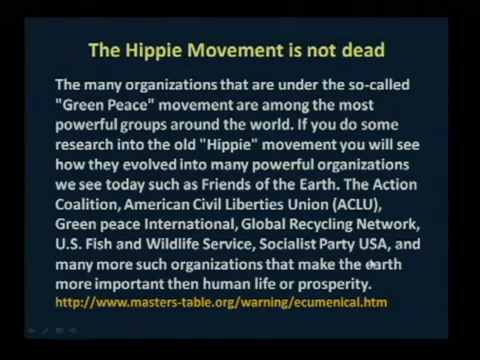 The Hippie Movement is not dead
The many organizations that are under the so-called
"Green Peace" movement are among the most
powerful groups around the world. If you do some
research into the old "Hippie" movement you will see
how they evolved into many powerful organizations
we see today such as Friends of the Earth. The Action
Coalition, American Civil Liberties Union (ACLU),
Green peace International, Global Recycling Network,
U.S. Fish and Wildlife Service, Socialist Party USA, and
many more such organizations that make the earth
more important then human life or prosperity.
http://www.masters-table.org/warning/ecumenical.htm